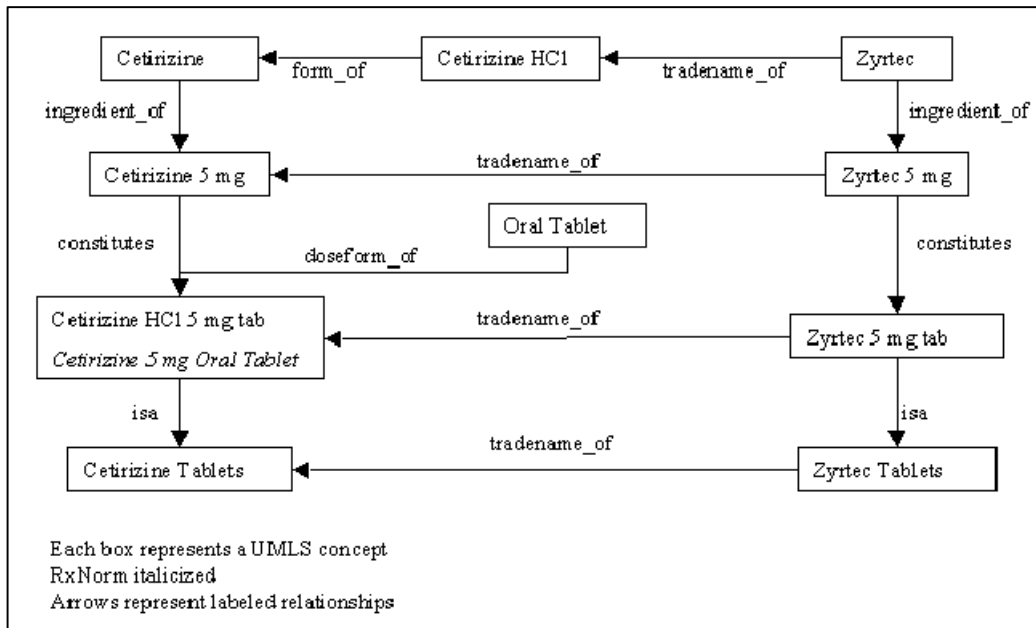 Cetirizine
form_of
Cetirizine HC1
tradename_of
Zyrtec
ingredient_of
ingredient_of
Cetirizine 5 mg
tradename_of
Zyrtec 5 mg
constitutes
Oral Tablet
constitutes
doseform_of
Cetirizine HC1 5 mg tab
Cetirizine 5 mg Oral Tablet
tradename_of
Zyrtec 5 mg tab
isa
isa
Cetirizine Tablets
tradename_of
Zyrtec Tablets
Each box represents a UMLS concept
RxNorm italicized
Arrows represent labeled relationships